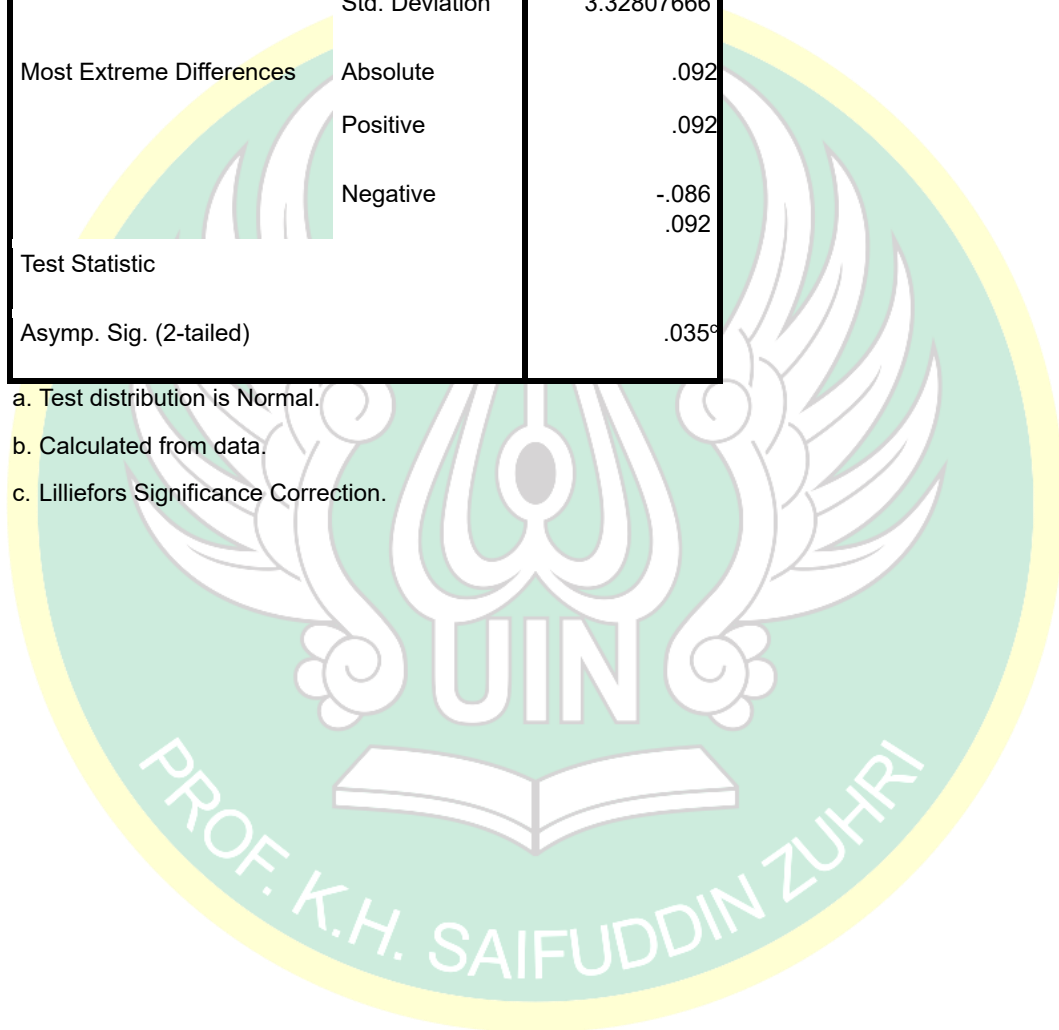 Std. Deviation 3.32807666
Most Extreme Differences Absolute .092
Positive .092
Negative -.086
.092
Test Statistic
Asymp. Sig. (2-tailed) .035c
a. Test distribution is Normal.
b. Calculated from data.
c. Lilliefors Significance Correction.
UIN
PROF. K.H. SAIFUDDIN ZUHRI